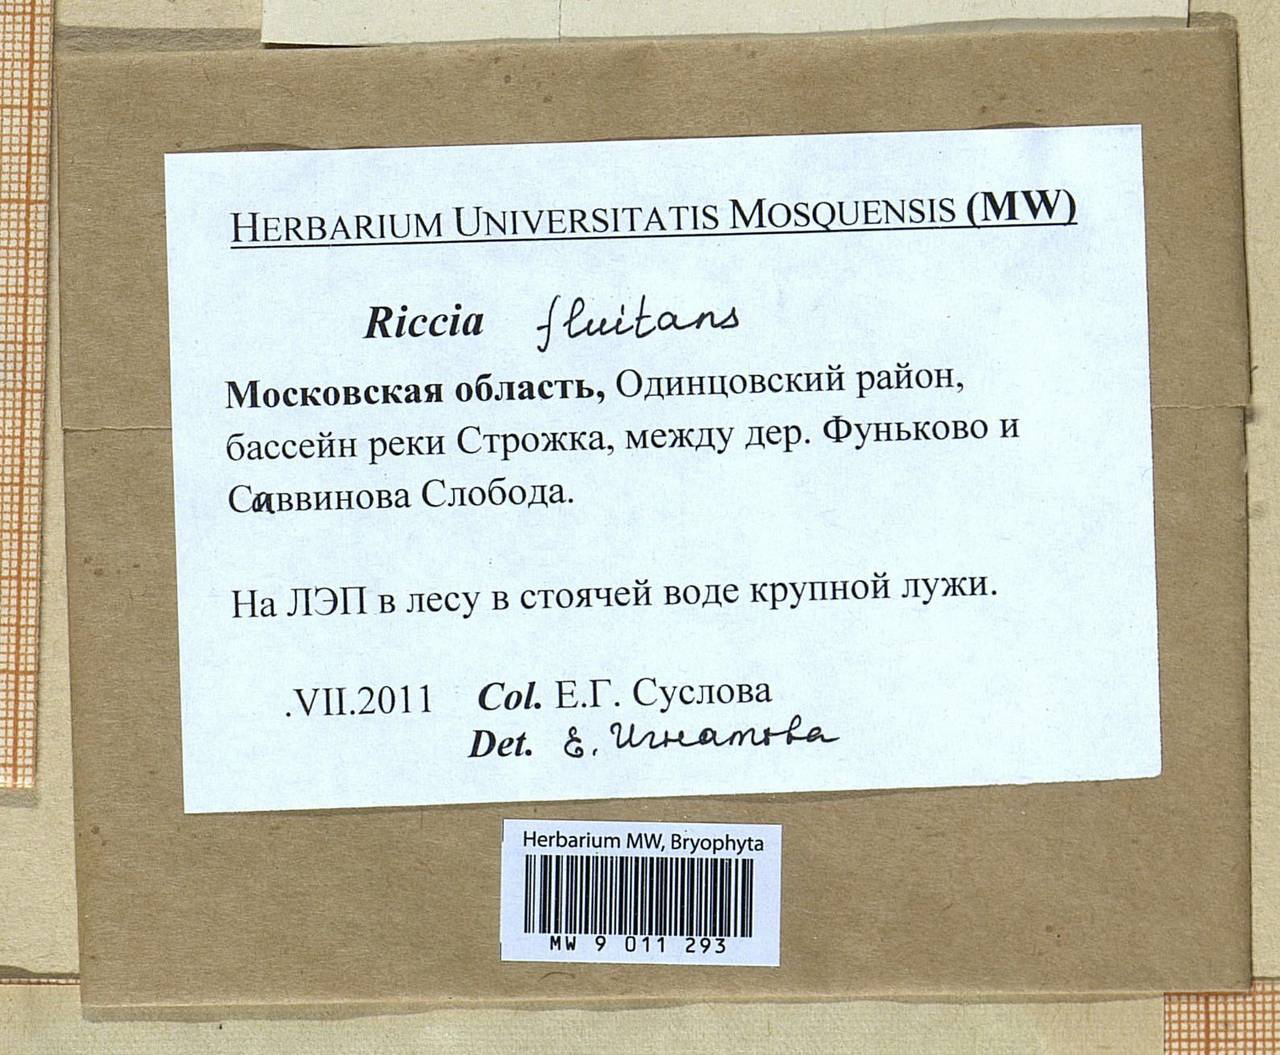 HERBARIUM UNIVERSITATIS MOSQUENSIS (MW)
Riccia fluitans
Московская область, Одинцовский район,
бассейн реки Строжка, между дер. Фуньково и
Саввинова Слобода.
На ЛЭП в лесу в стоячей воде крупной лужи.
.VII.2011 Col. Е.Г. Суслова
Det. Е. Игнатова
Herbarium MW, Bryophyta
MW 9 011 293